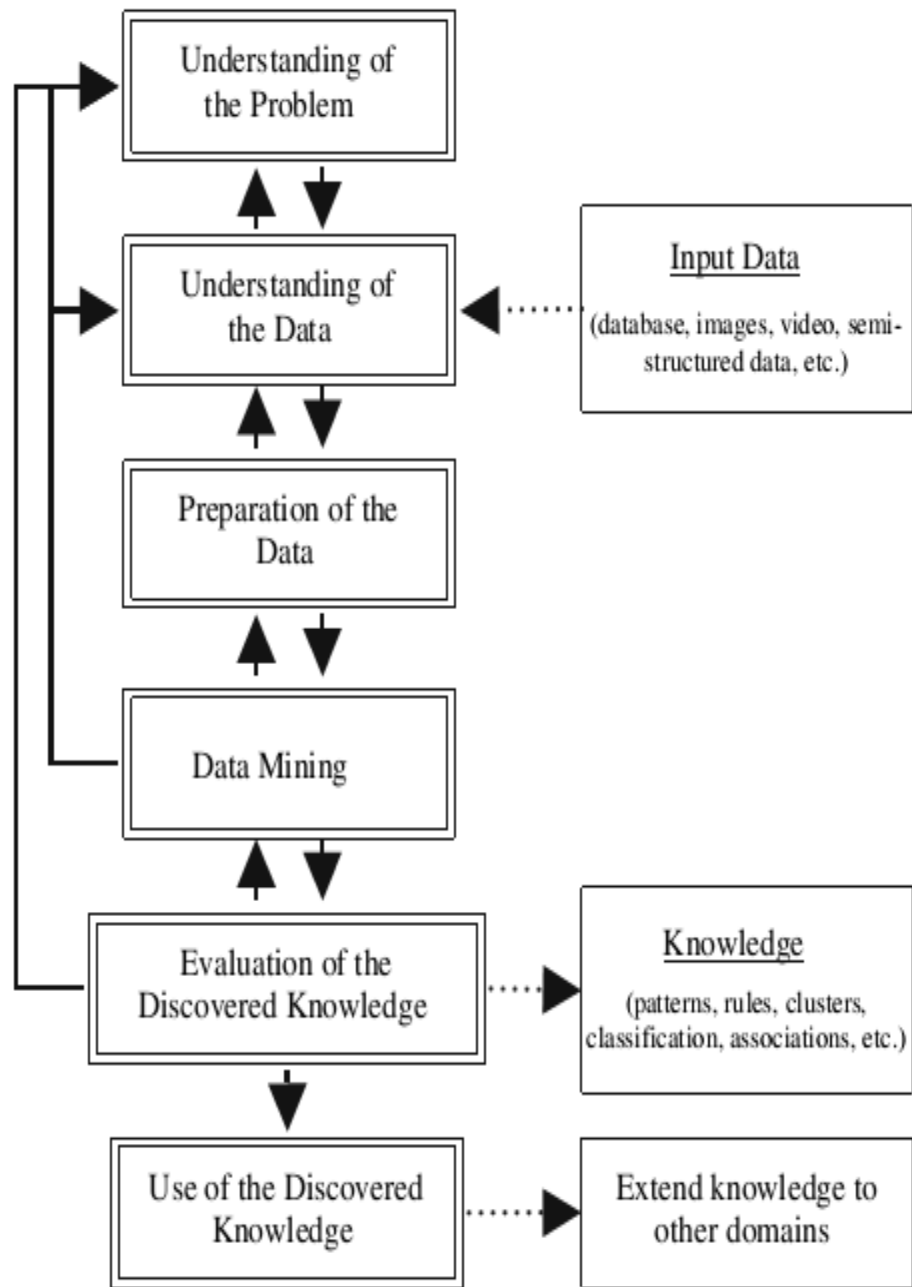 Understanding of
the Problem
Understanding of
the Data
Input Data
(database, images, video, semi-
structured data, etc.)
Preparation of the
Data
Data Mining
Evaluation of the
Discovered Knowledge
Knowledge
(patterns, rules, clusters,
classification, associations, etc.)
Use of the Discovered
Knowledge
Extend knowledge to
other domains